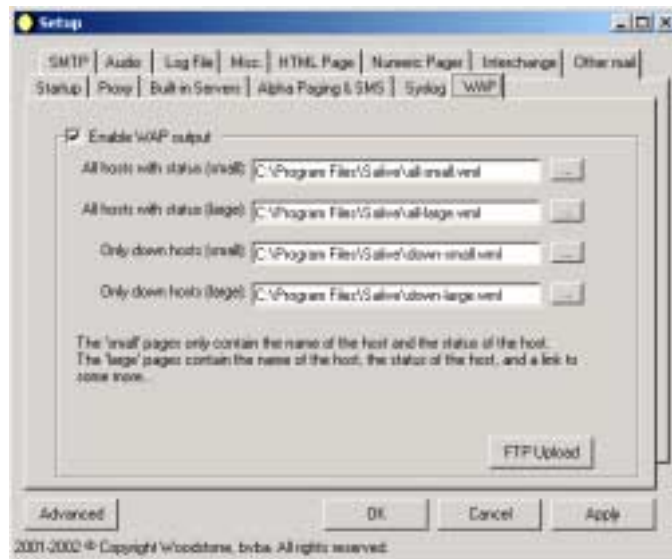 Setup
SMTP Audio Log File Misc. HTML Page Numeric Pager Interchange Other mail
Startup Proxy Built in Servers Alpha Paging & SMS Syslog WAP
Enable WAP output
All hosts with status (small) C:\Program Files\Salive\all-small.wml ...
All hosts with status (large) C:\Program Files\Salive\all-large.wml ...
Only down hosts (small) C:\Program Files\Salive\down-small.wml ...
Only down hosts (large) C:\Program Files\Salive\down-large.wml ...
The 'small' pages only contain the name of the host and the status of the host.
The 'large' pages contain the name of the host, the status of the host, and a link to
some more...
FTP Upload
Advanced OK Cancel Apply
2001-2002 © Copyright Woodstone, bvba. All rights reserved.